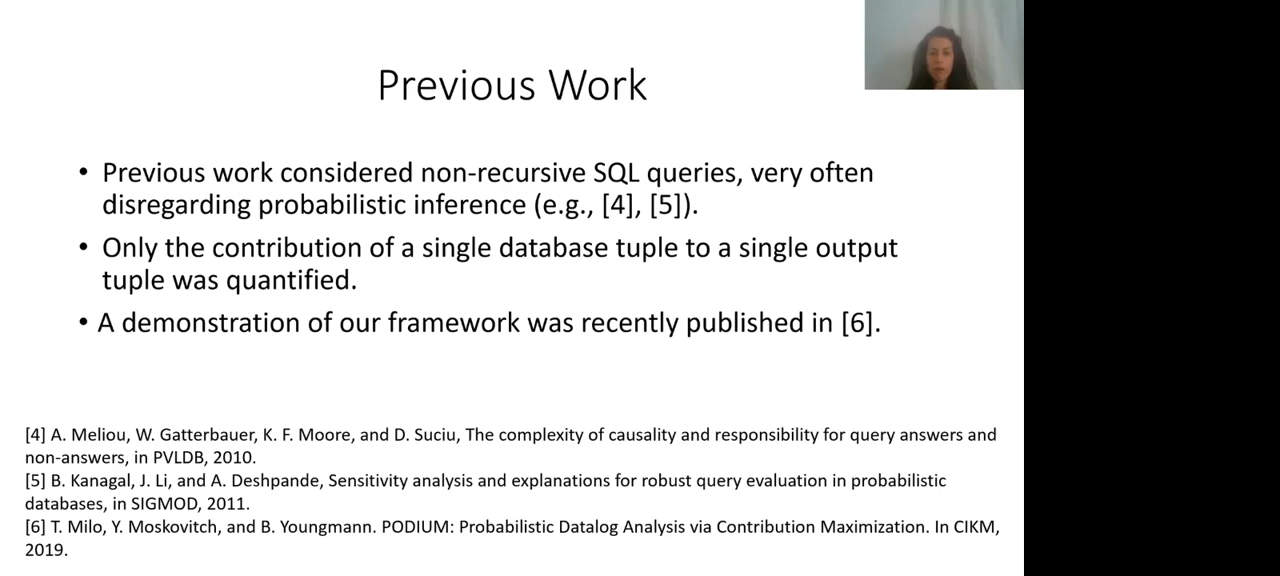 Previous Work
• Previous work considered non-recursive SQL queries, very often
disregarding probabilistic inference (e.g., [4], [5]).
• Only the contribution of a single database tuple to a single output
tuple was quantified.
• A demonstration of our framework was recently published in [6].
[4] A. Meliou, W. Gatterbauer, K. F. Moore, and D. Suciu, The complexity of causality and responsibility for query answers and
non-answers, in PVLDB, 2010.
[5] B. Kanagal, J. Li, and A. Deshpande, Sensitivity analysis and explanations for robust query evaluation in probabilistic
databases, in SIGMOD, 2011.
[6] T. Milo, Y. Moskovitch, and B. Youngmann. PODIUM: Probabilistic Datalog Analysis via Contribution Maximization. In CIKM,
2019.